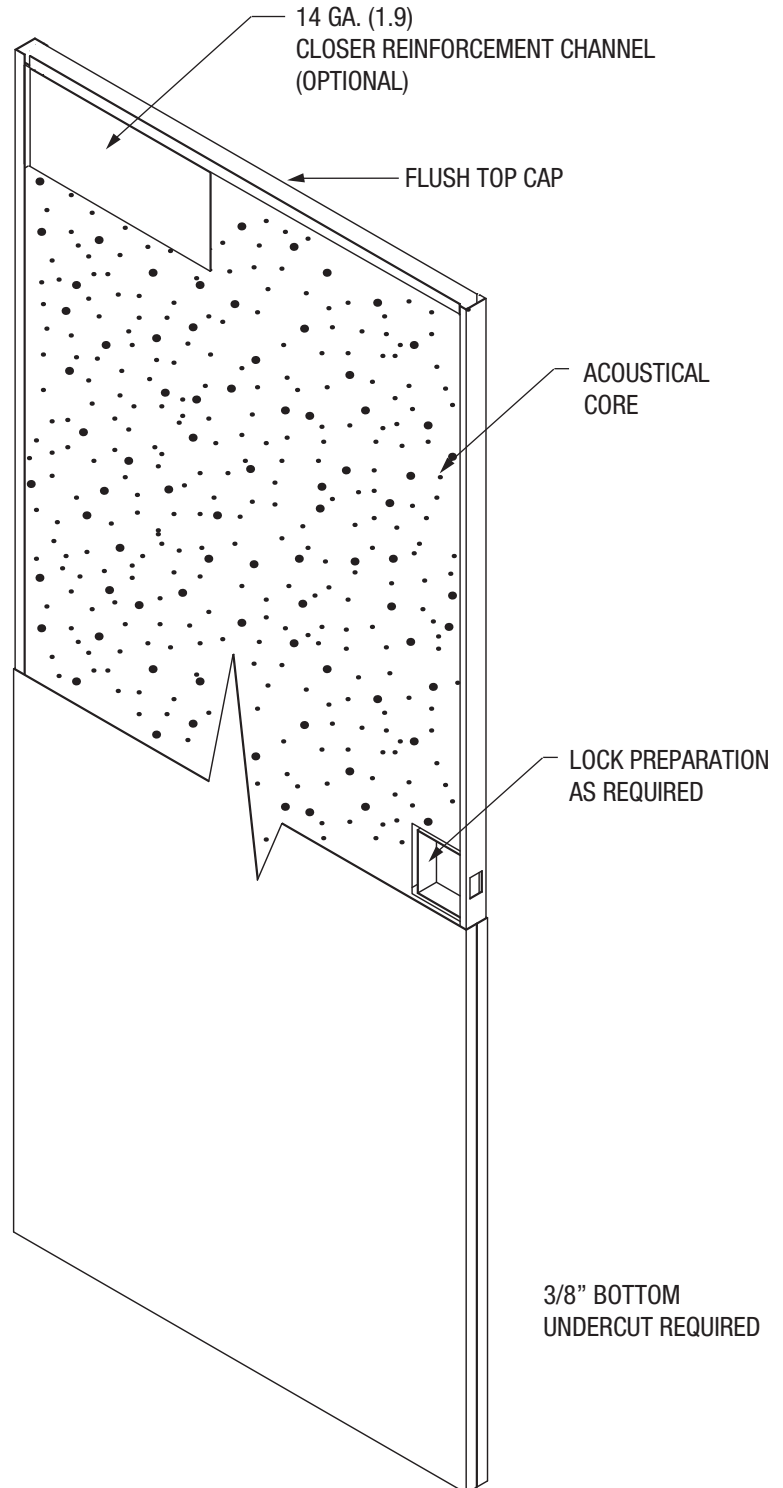 14 GA. (1.9)
CLOSER REINFORCEMENT CHANNEL
(OPTIONAL)
FLUSH TOP CAP
ACOUSTICAL
CORE
LOCK PREPARATION
AS REQUIRED
3/8” BOTTOM
UNDERCUT REQUIRED